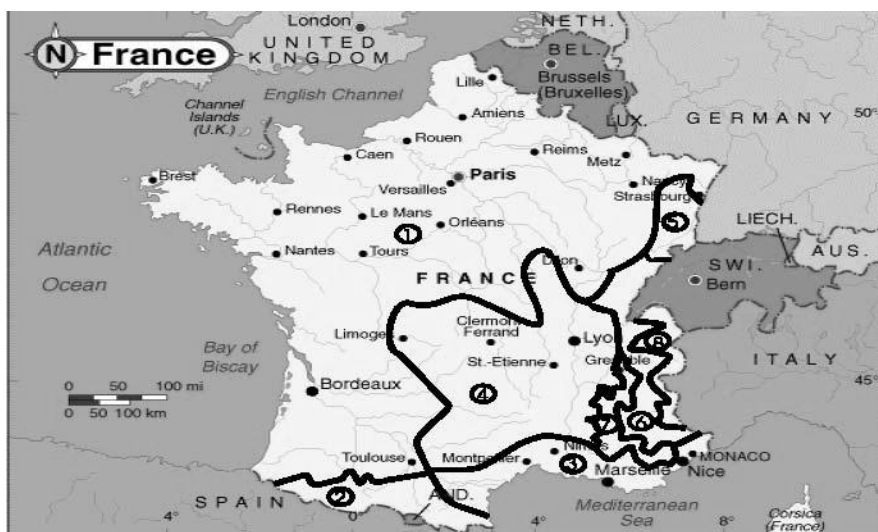 London
NETH.
UNITED
KINGDOM
BEL.
Brussels
(Bruxelles)
N France
Lille
Channel
Islands
(U.K.)
English Channel
Amiens
LUX.
GERMANY
50°
Rouen
Caen
Reims
Metz
Paris
Versailles
Brest
Nancy
Strasbourg
Rennes
Le Mans
Orléans
1
5
LIECH.
AUS.
Atlantic
Ocean
Nantes
Tours
Dijon
SWI.
Bern
FRANCE
Limoges
Clermont
Ferrand
Lyon
8
Bay of
Biscay
St.-Etienne
Grenoble
ITALY
0 50 100 mi
0 50 100 km
Bordeaux
45°
4
7
6
Toulouse
Montpellier
Nîmes
3
Marseille
MONACO
Nice
SPAIN
2
AND.
Mediterranean
Sea
Corsica
(France)
4°
0
4°
8°